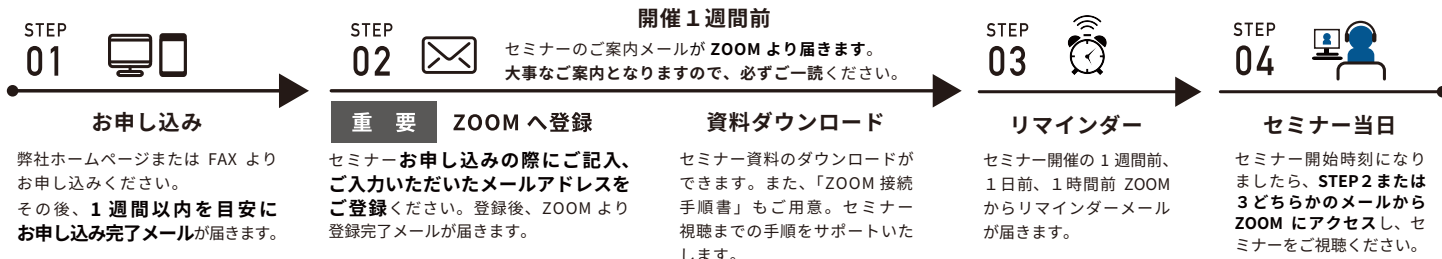 STEP
01
お申し込み
弊社ホームページまたは FAX より
お申し込みください。
その後、1 週間以内を目安に
お申し込み完了メールが届きます。
STEP
02
開催１週間前
セミナーのご案内メールが ZOOM より届きます。
大事なご案内となりますので、必ずご一読ください。
重 要 ZOOM へ登録
セミナーお申し込みの際にご記入、
ご入力いただいたメールアドレスを
ご登録ください。登録後、ZOOM より
登録完了メールが届きます。
資料ダウンロード
セミナー資料のダウンロードが
できます。また、「ZOOM 接続
手順書」もご用意。セミナー
視聴までの手順をサポートいた
します。
STEP
03
リマインダー
セミナー開催の 1 週間前、
１日前、１時間前 ZOOM
からリマインダーメール
が届きます。
STEP
04
セミナー当日
セミナー開始時刻になり
ましたら、STEP２または
３どちらかのメールから
ZOOM にアクセスし、セ
ミナーをご視聴ください。